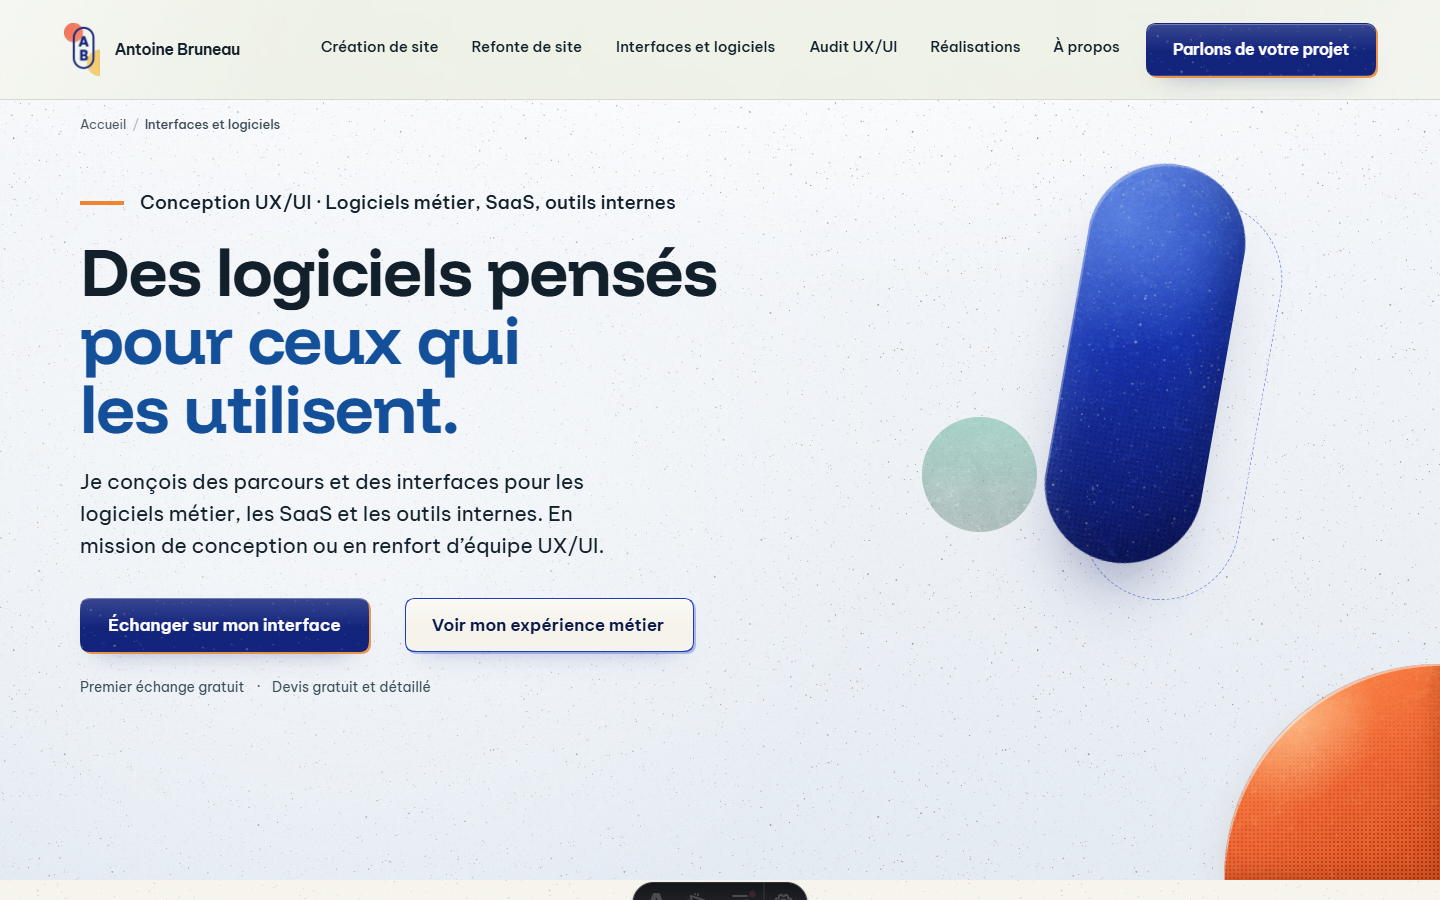 AB
Antoine Bruneau
Création de site
Refonte de site
Interfaces et logiciels
Audit UX/UI
Réalisations
À propos
Parlons de votre projet
Accueil / Interfaces et logiciels
Conception UX/UI · Logiciels métier, SaaS, outils internes
Des logiciels pensés
pour ceux qui
les utilisent.
Je conçois des parcours et des interfaces pour les
logiciels métier, les SaaS et les outils internes. En
mission de conception ou en renfort d’équipe UX/UI.
Échanger sur mon interface
Voir mon expérience métier
Premier échange gratuit · Devis gratuit et détaillé